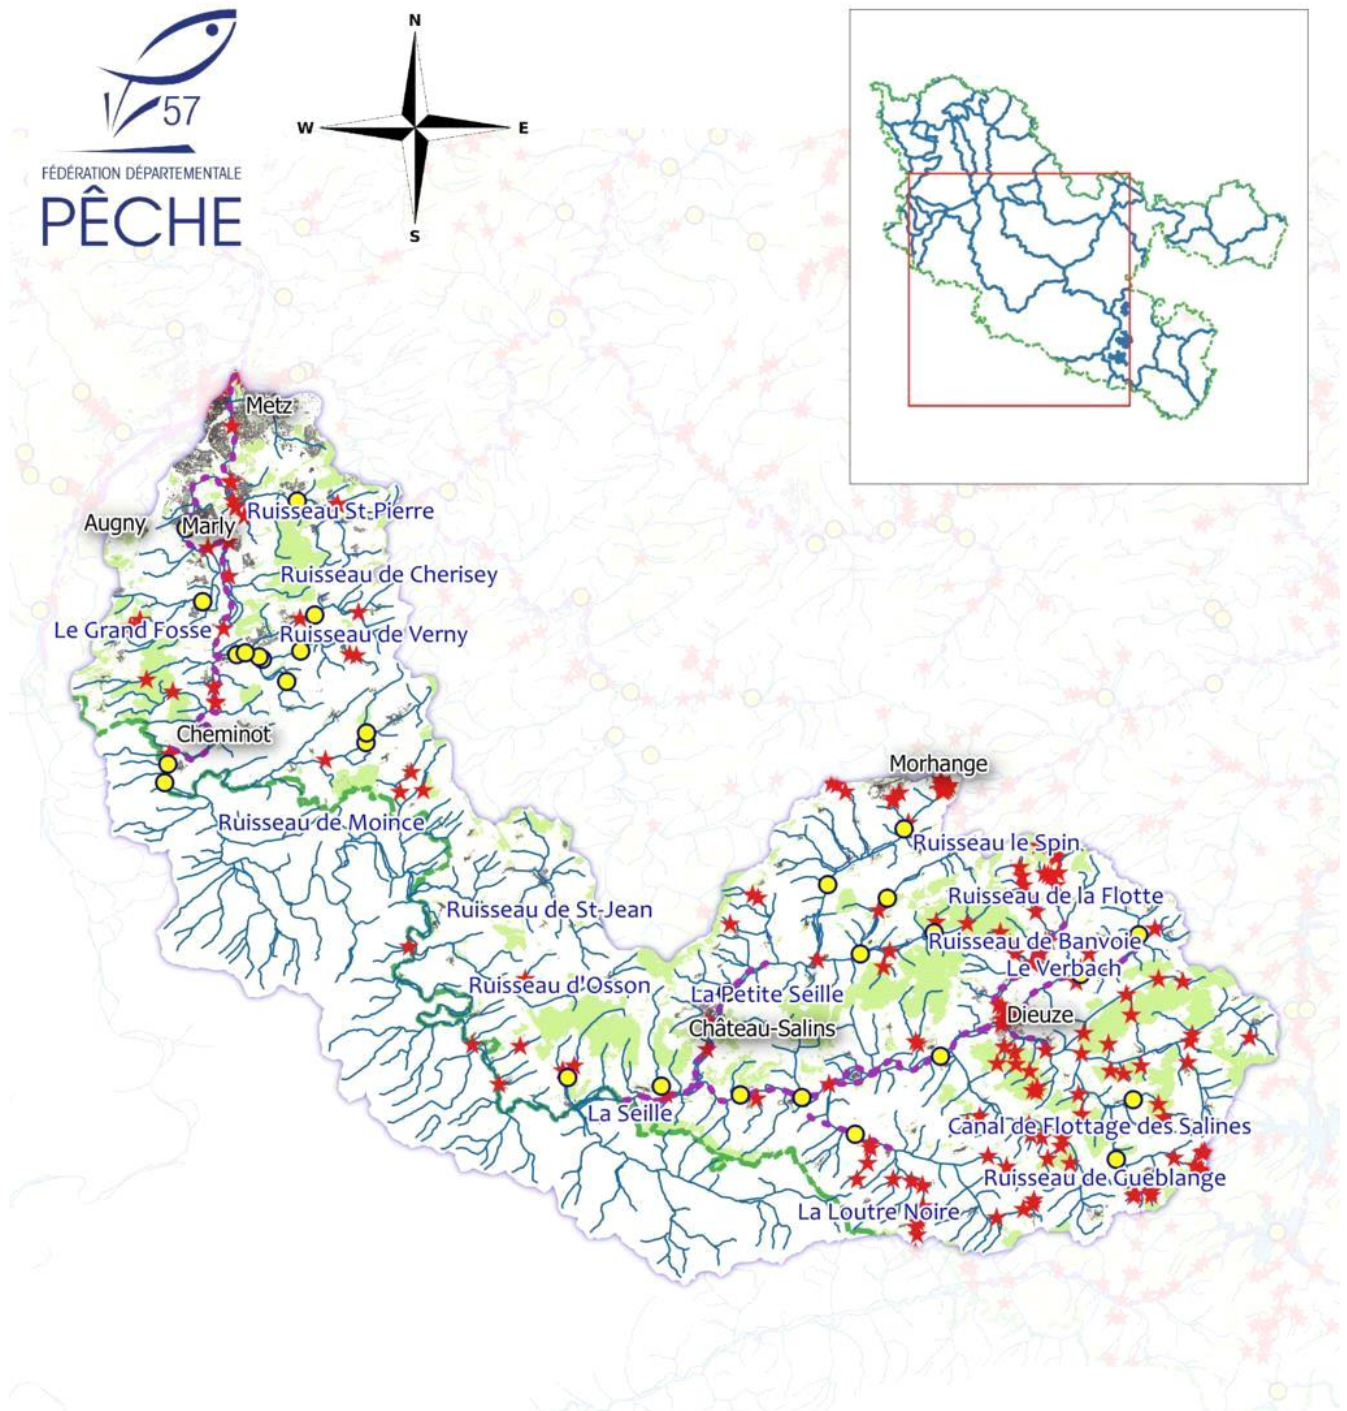 57
FÉDÉRATION DÉPARTEMENTALE
PÊCHE
N
W
E
S
Metz
Augny
Marly
Ruisseau St-Pierre
Ruisseau de Cherisey
Le Grand Fosse
Ruisseau de Verny
Cheminot
Morhange
Ruisseau de Moince
Ruisseau le Spin
Ruisseau de la Flotte
Ruisseau de St-Jean
Ruisseau de Banvoie
Le Verbach
Ruisseau d'Osson
La Petite Seille
Dieuze
Château-Salins
La Seille
Canal de Flottage des Salines
Ruisseau de Gueblange
La Loutre Noire